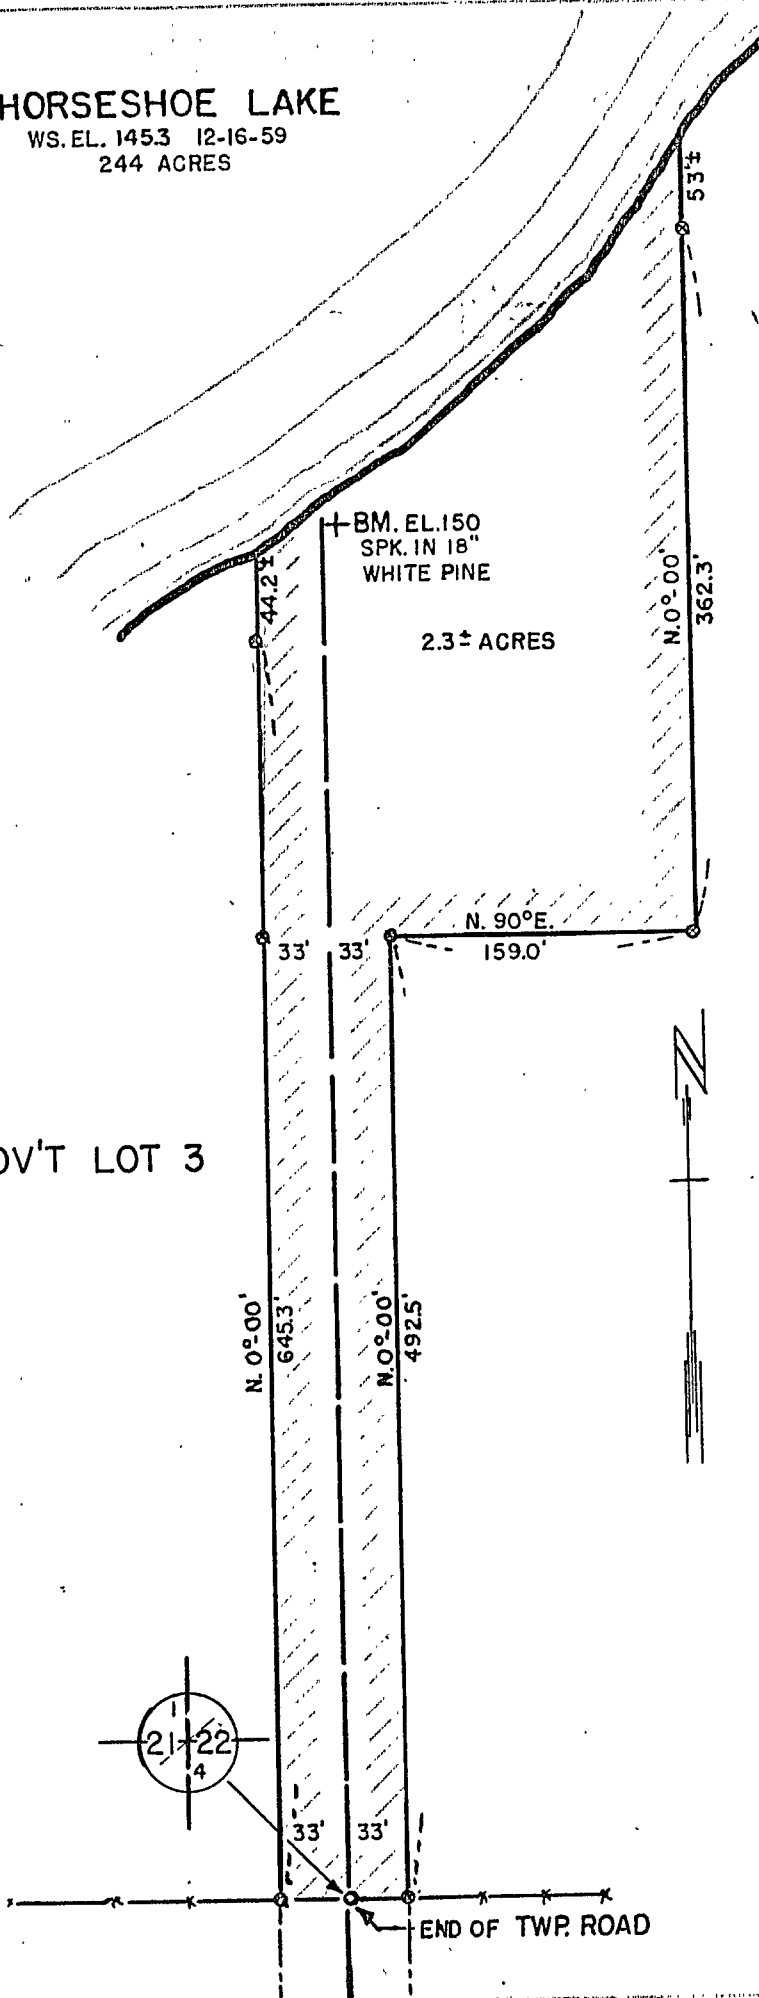 HORSESHOE LAKE
WS. EL. 145.3 12-16-59
244 ACRES
53'±
BM. EL.150
SPK. IN 18"
WHITE PINE
44.2±
N.0°-00'
362.3'
2.3± ACRES
N. 90°E.
159.0'
33' 33'
N
OV'T LOT 3
N. 0°-00'
645.3'
N.0°-00'
492.5'
1
21 22
4
33' 33'
END OF TWP. ROAD